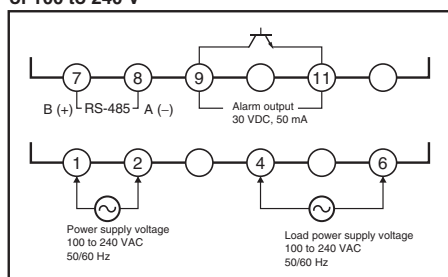 or 100 to 240 V
7 8 9 11
B (+) RS-485 A (−) Alarm output
30 VDC, 50 mA
1 2 4 6
Power supply voltage
100 to 240 VAC
50/60 Hz
Load power supply voltage
100 to 240 VAC
50/60 Hz